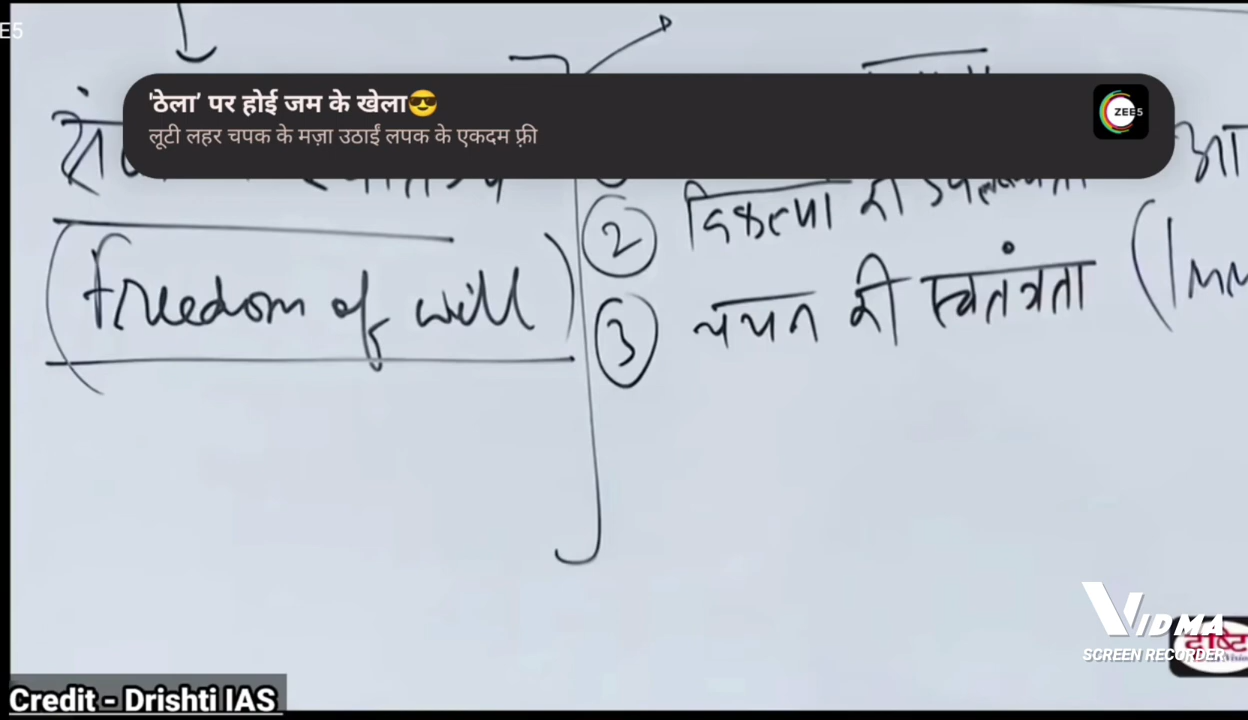 E5
'ठेला' पर होई जम के खेला😎
लूटी लहर चपक के मज़ा उठाईं लपक के एकदम फ़्री
ZEE5
(Freedom of will)
② विकल्पों की उपलब्धता
③ चयन की स्वतंत्रता
VIDMA
SCREEN RECORDER
दृष्टि
Credit - Drishti IAS